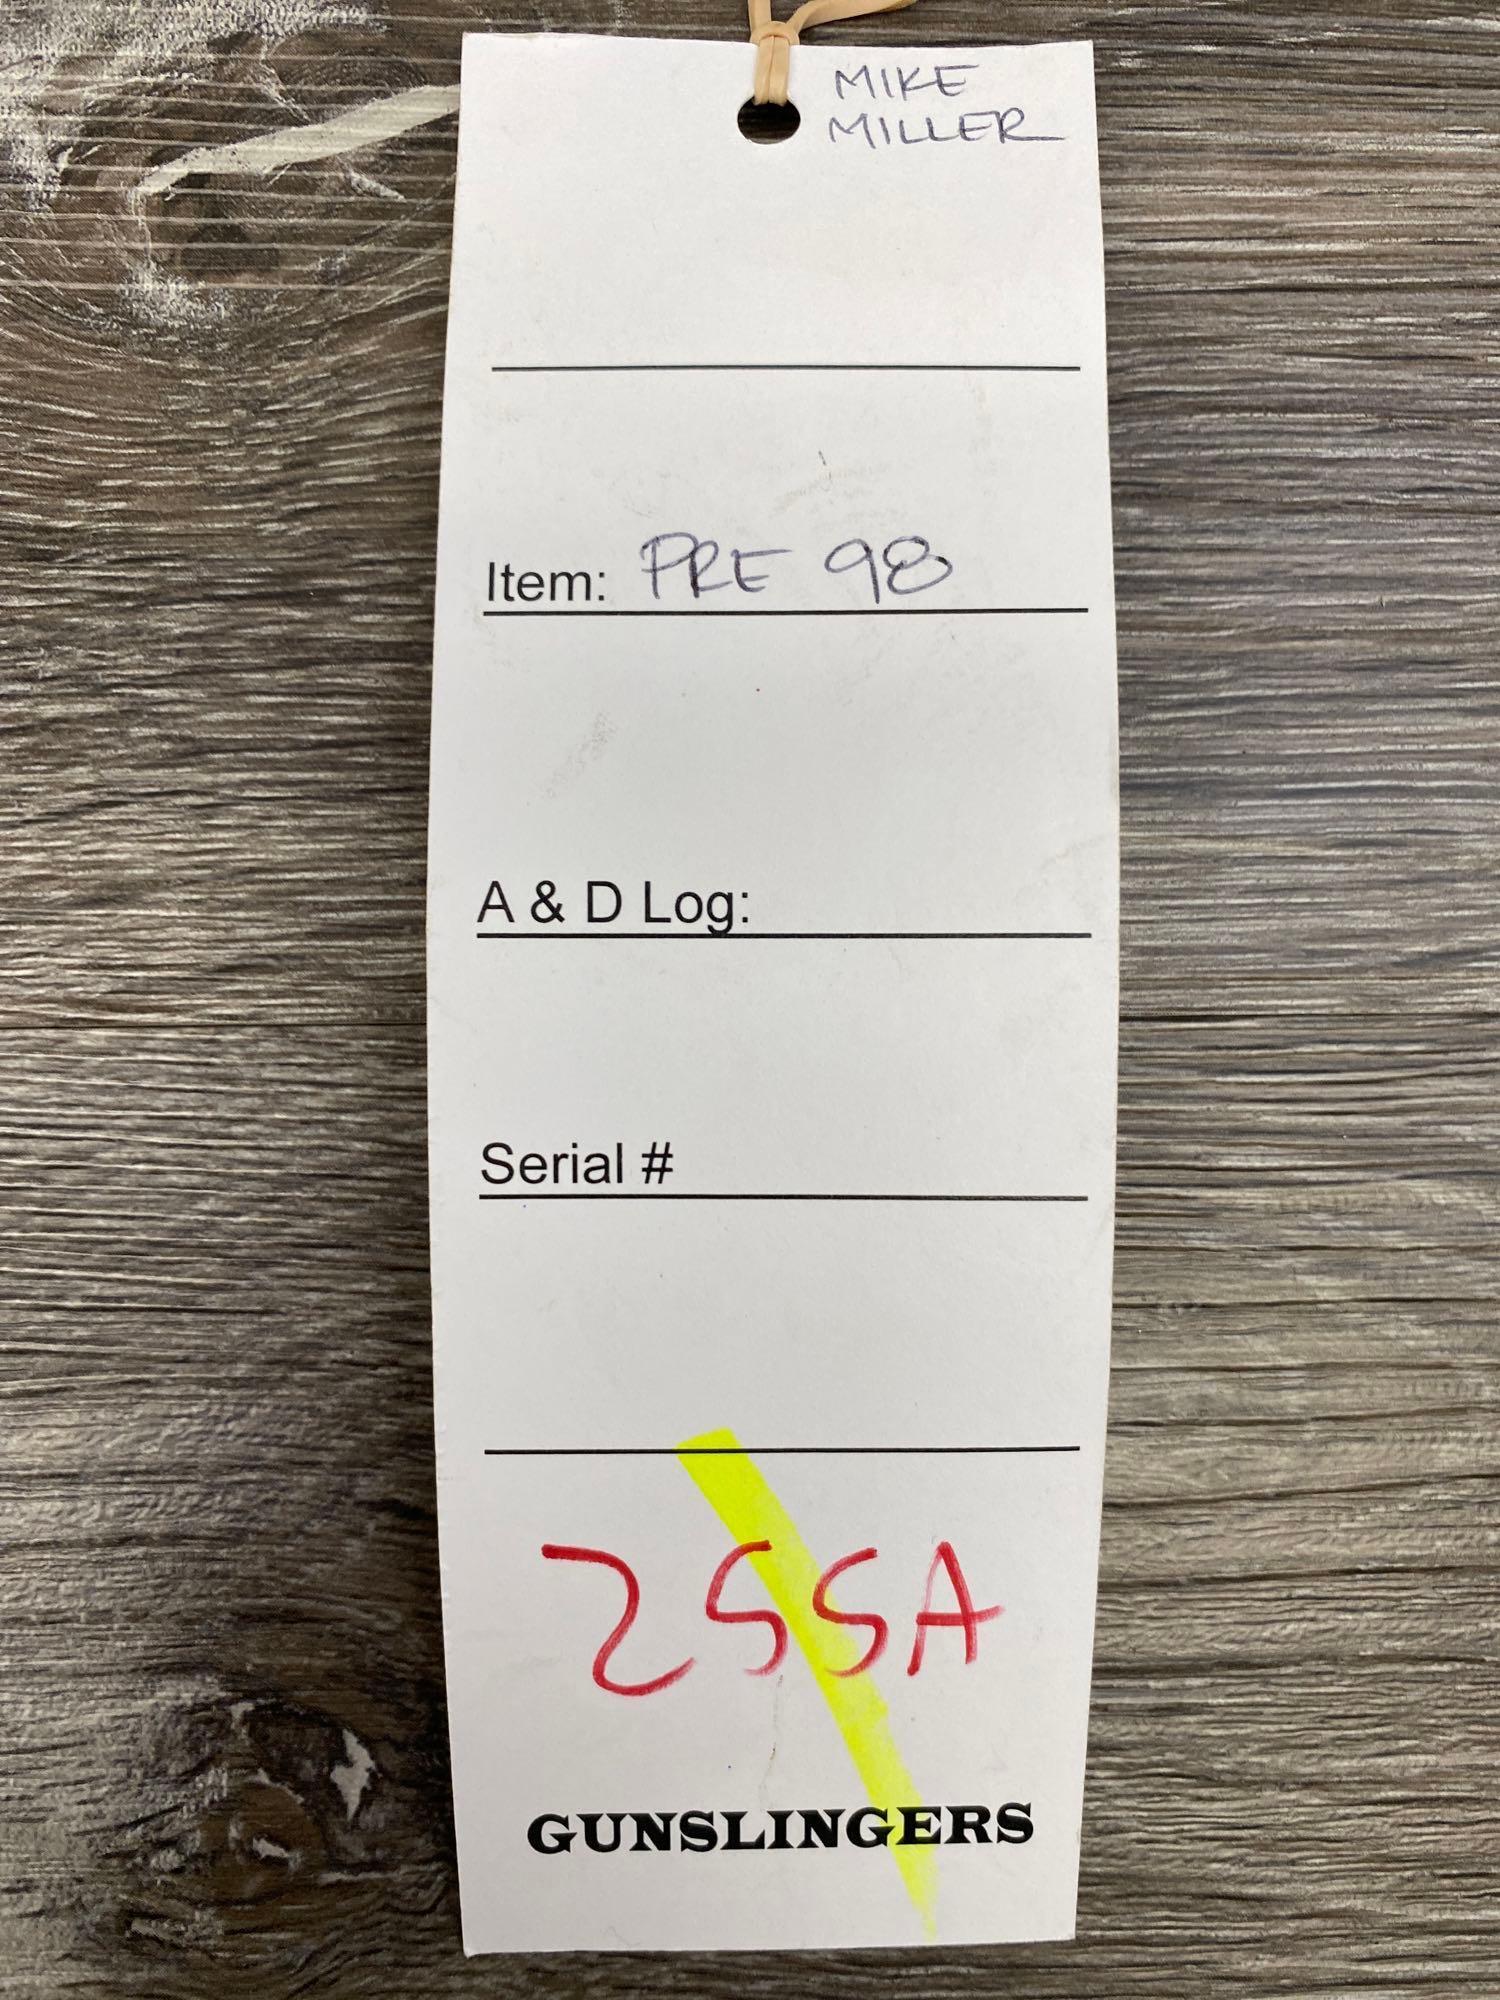 MIKE
MILLER
Item: PRE 98
A & D Log:
Serial #
255A
GUNSLINGERS